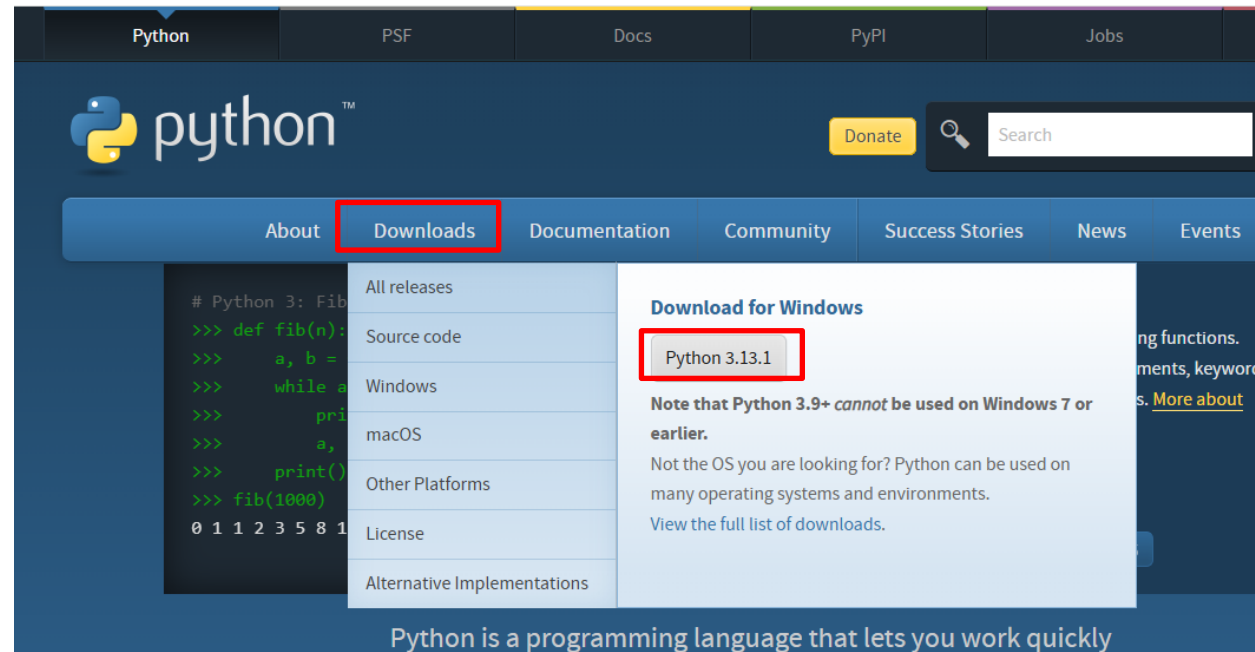 Python PSF Docs PyPI Jobs
python™
Donate Search
About Downloads Documentation Community Success Stories News Events
All releases
Source code
Windows
macOS
Other Platforms
License
Alternative Implementations
Download for Windows
Python 3.13.1
Note that Python 3.9+ cannot be used on Windows 7 or
earlier.
Not the OS you are looking for? Python can be used on
many operating systems and environments.
View the full list of downloads.
# Python 3: Fib
>>> def fib(n):
>>>     a, b =
>>>     while a
>>>         pri
>>>         a,
>>>     print()
>>> fib(1000)
0 1 1 2 3 5 8 1
ng functions.
ments, keywor
s. More about
Python is a programming language that lets you work quickly